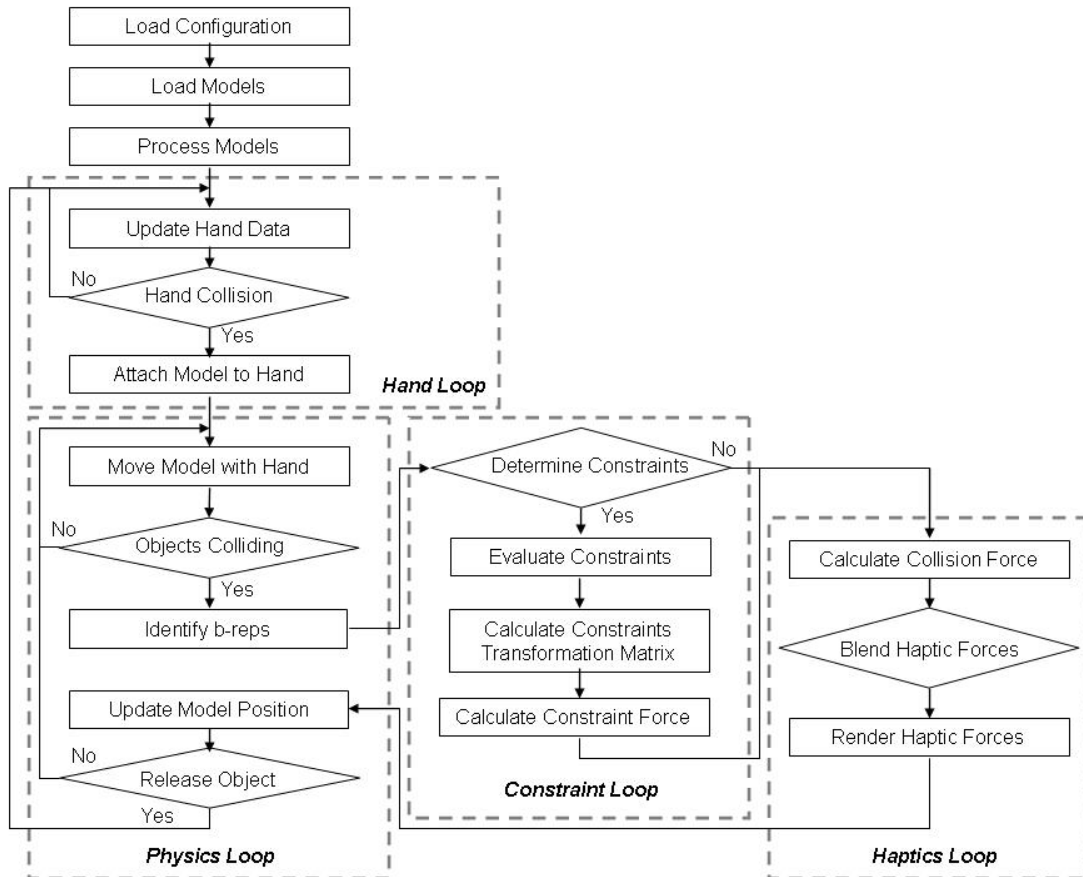 Load Configuration
Load Models
Process Models
Update Hand Data
No
Hand Collision
Yes
Attach Model to Hand
Hand Loop
Move Model with Hand
No
Objects Colliding
Yes
Identify b-reps
Update Model Position
No
Release Object
Yes
Physics Loop
Determine Constraints
No
Yes
Evaluate Constraints
Calculate Constraints
Transformation Matrix
Calculate Constraint Force
Constraint Loop
Calculate Collision Force
Blend Haptic Forces
Render Haptic Forces
Haptics Loop